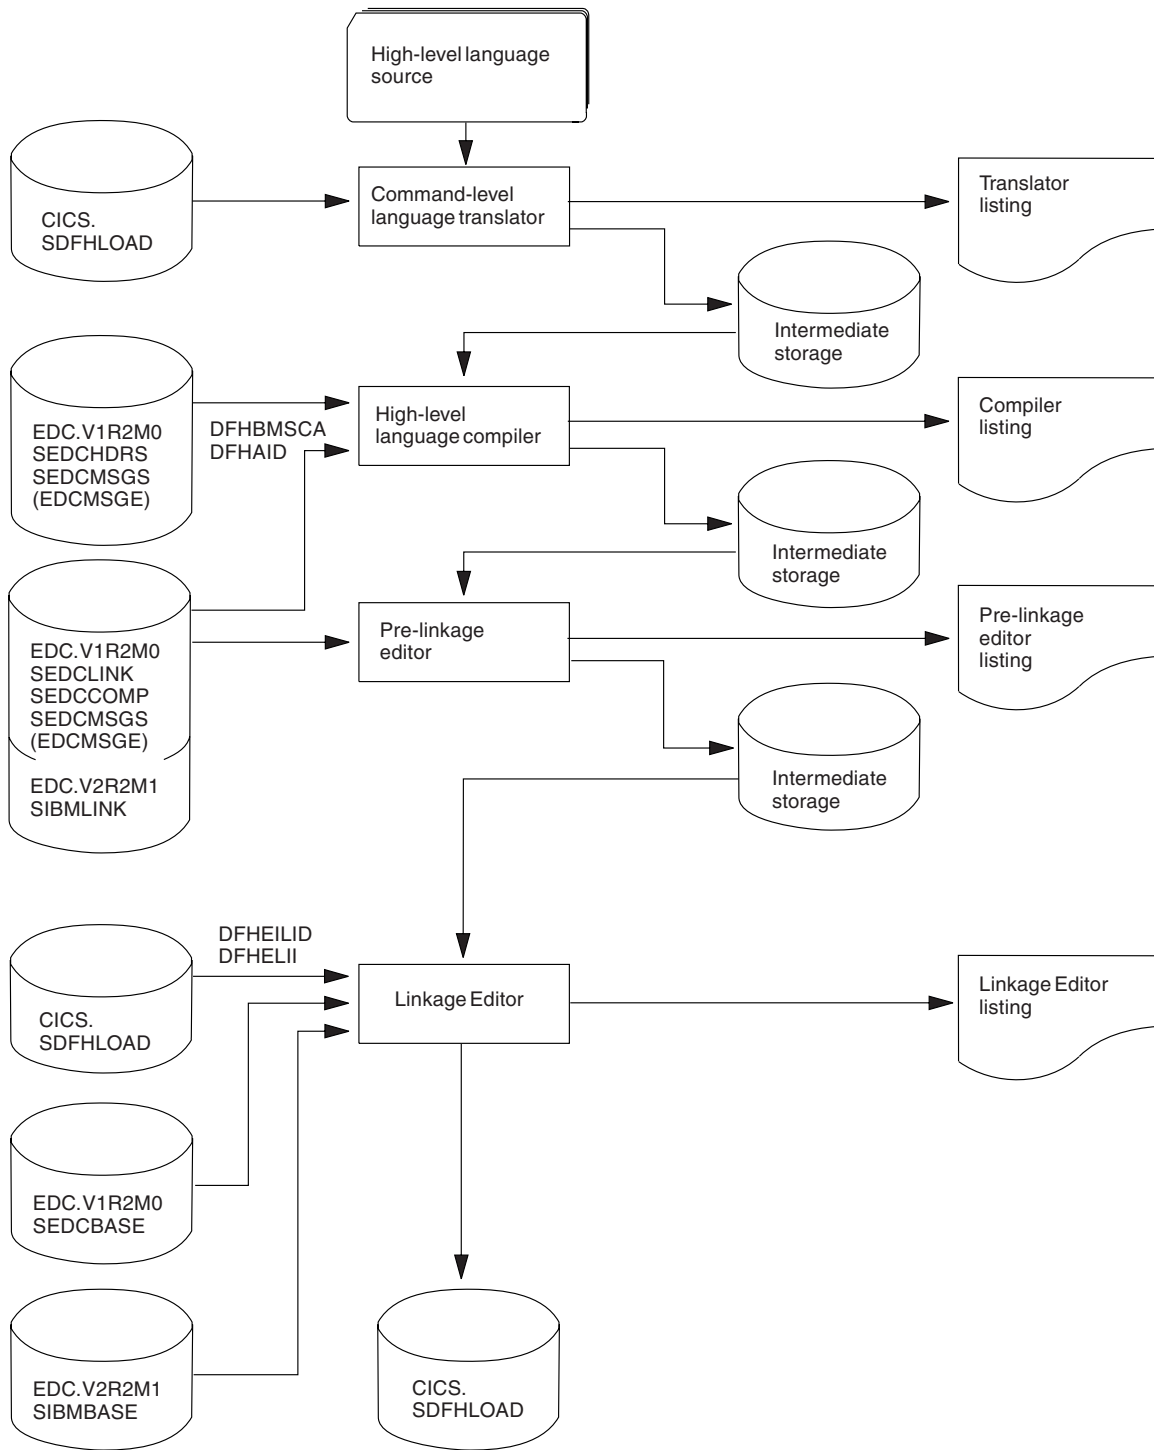 High-level language
source
CICS.
SDFHLOAD
Command-level
language translator
Translator
listing
Intermediate
storage
EDC.V1R2M0
SEDCHDRS
SEDCMSGS
(EDCMSGE)
DFHBMSCA
DFHAID
High-level
language compiler
Compiler
listing
Intermediate
storage
EDC.V1R2M0
SEDCLINK
SEDCCOMP
SEDCMSGS
(EDCMSGE)
EDC.V2R2M1
SIBMLINK
Pre-linkage
editor
Pre-linkage
editor
listing
Intermediate
storage
CICS.
SDFHLOAD
DFHEILID
DFHELII
Linkage Editor
Linkage Editor
listing
EDC.V1R2M0
SEDCBASE
EDC.V2R2M1
SIBMBASE
CICS.
SDFHLOAD